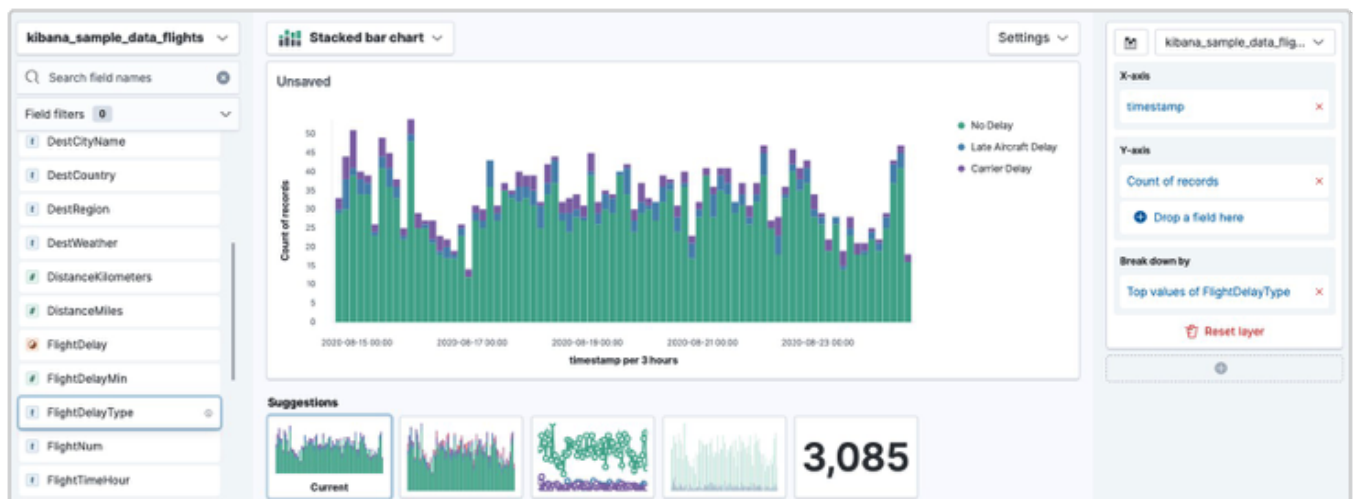 kibana_sample_data_flights
Search field names
Field filters 0
DestCityName
DestCountry
DestRegion
DestWeather
DistanceKilometers
DistanceMiles
FlightDelay
FlightDelayMin
FlightDelayType
FlightNum
FlightTimeHour
Stacked bar chart
Settings
Unsaved
50
45
40
35
30
25
20
15
10
5
0
Count of records
2020-08-15 00:00
2020-08-17 00:00
2020-08-19 00:00
2020-08-21 00:00
2020-08-23 00:00
timestamp per 3 hours
No Delay
Late Aircraft Delay
Carrier Delay
Suggestions
Current
3,085
kibana_sample_data_flig...
X-axis
timestamp
Y-axis
Count of records
Drop a field here
Break down by
Top values of FlightDelayType
Reset layer